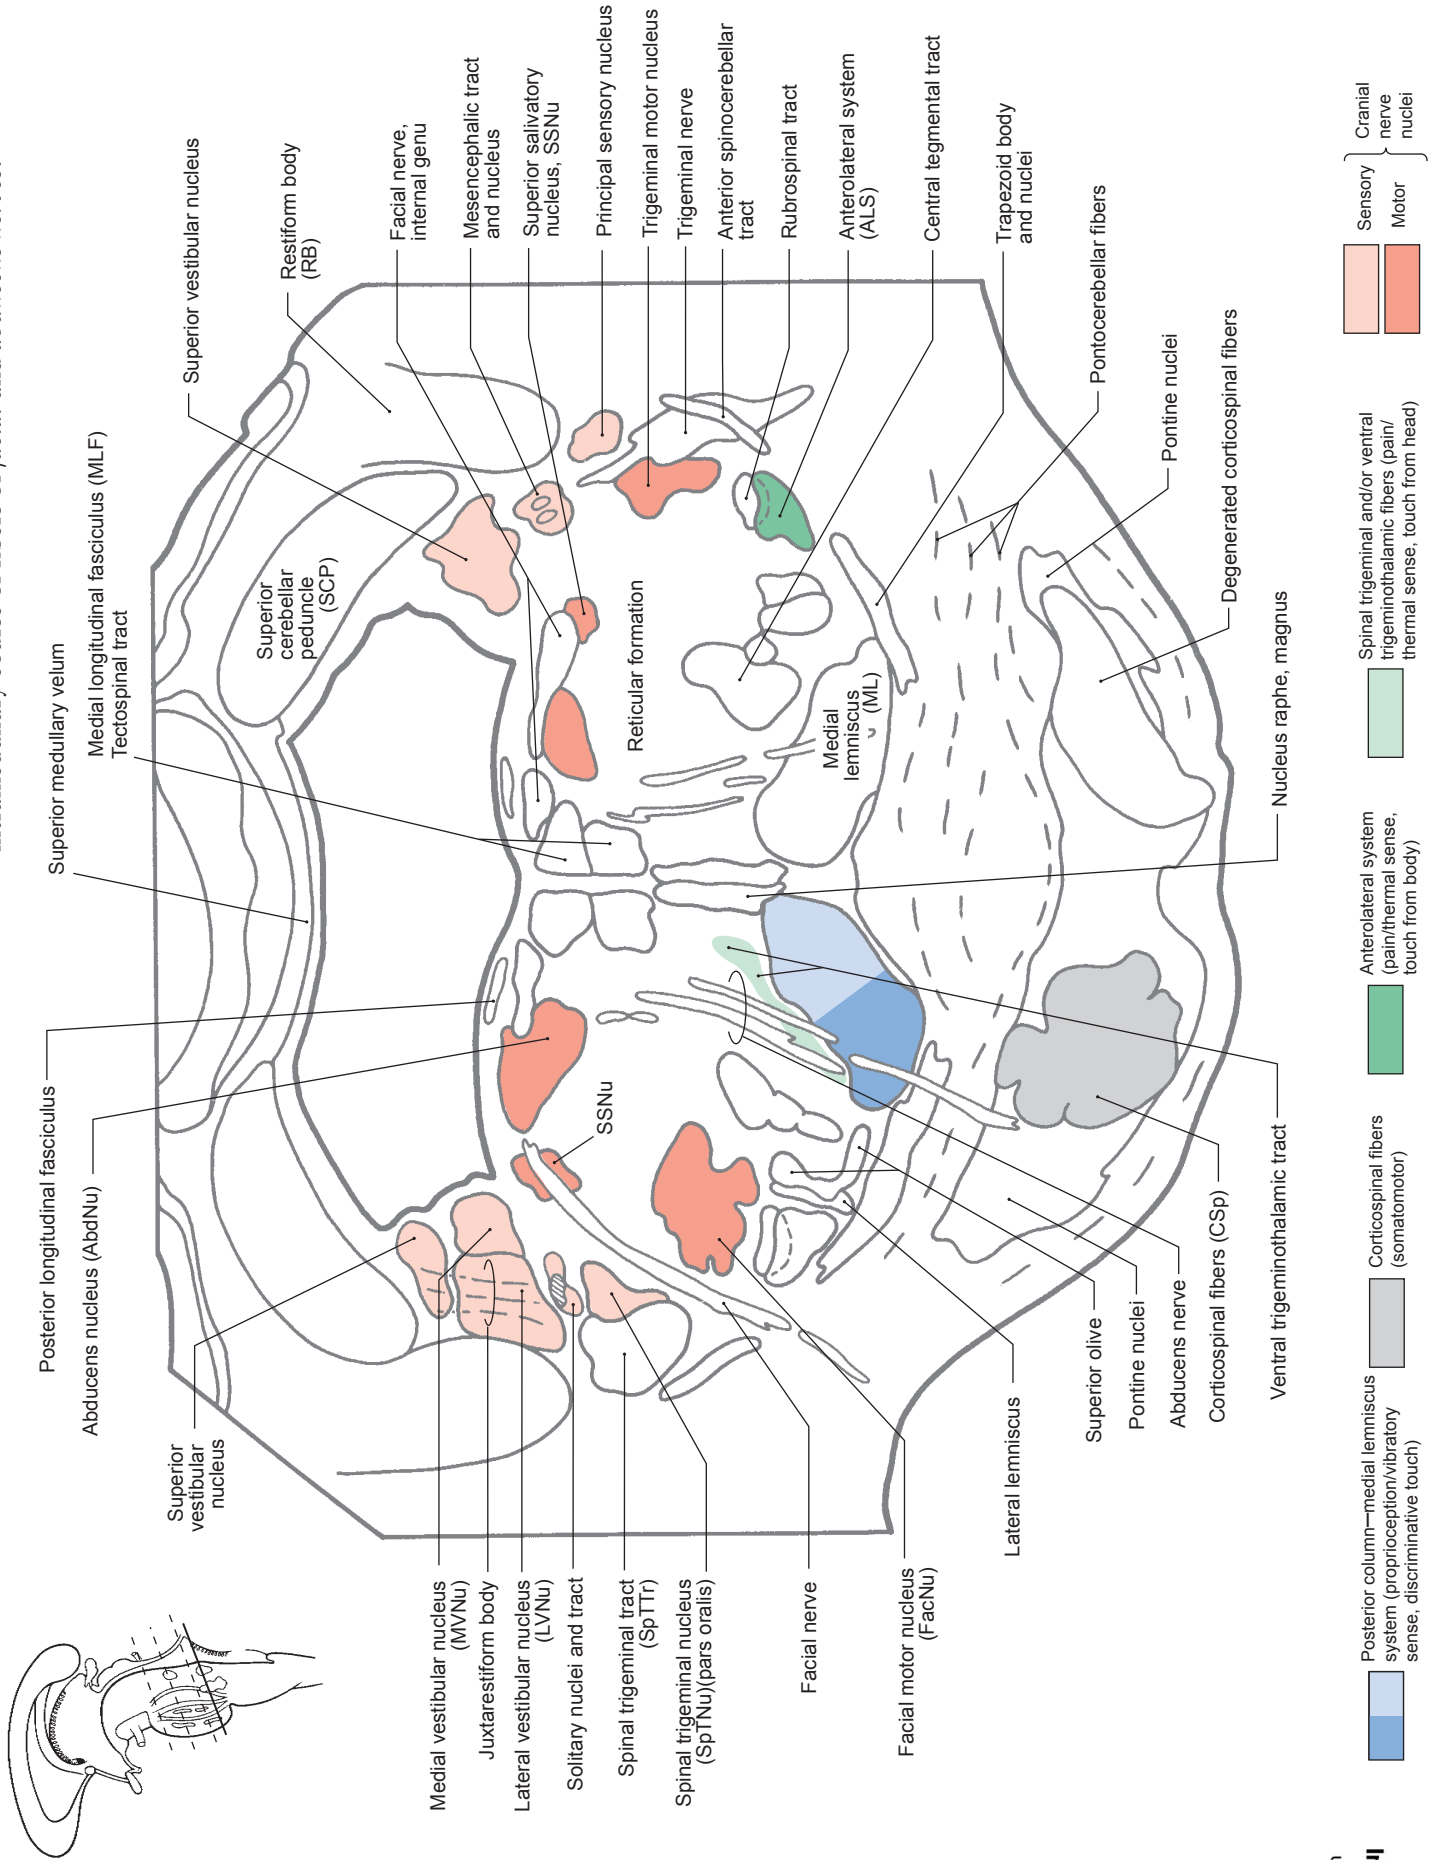 Superior medullary velum
Medial longitudinal fasciculus (MLF)
Tectospinal tract
Superior vestibular nucleus
Restiform body
(RB)
Facial nerve,
internal genu
Mesencephalic tract
and nucleus
Superior salivatory
nucleus, SSNu
Principal sensory nucleus
Trigeminal motor nucleus
Trigeminal nerve
Anterior spinocerebellar
tract
Rubrospinal tract
Anterolateral system
(ALS)
Central tegmental tract
Trapezoid body
and nuclei
Pontocerebellar fibers
Pontine nuclei
Degenerated corticospinal fibers
Nucleus raphe, magnus
Superior
cerebellar
peduncle
(SCP)
Reticular formation
Medial
lemniscus
(ML)
SSNu
Posterior longitudinal fasciculus
Abducens nucleus (AbdNu)
Superior
vestibular
nucleus
Medial vestibular nucleus
(MVNu)
Juxtarestiform body
Lateral vestibular nucleus
(LVNu)
Solitary nuclei and tract
Spinal trigeminal tract
(SpTTr)
Spinal trigeminal nucleus
(SpTNu)(pars oralis)
Facial nerve
Facial motor nucleus
(FacNu)
Lateral lemniscus
Superior olive
Pontine nuclei
Abducens nerve
Corticospinal fibers (CSp)
Ventral trigeminothalamic tract
Posterior column—medial lemniscus
system (proprioception/vibratory
sense, discriminative touch)
Corticospinal fibers
(somatomotor)
Anterolateral system
(pain/thermal sense,
touch from body)
Spinal trigeminal and/or ventral
trigeminothalamic fibers (pain/
thermal sense, touch from head)
Sensory
Motor
Cranial
nerve
nuclei